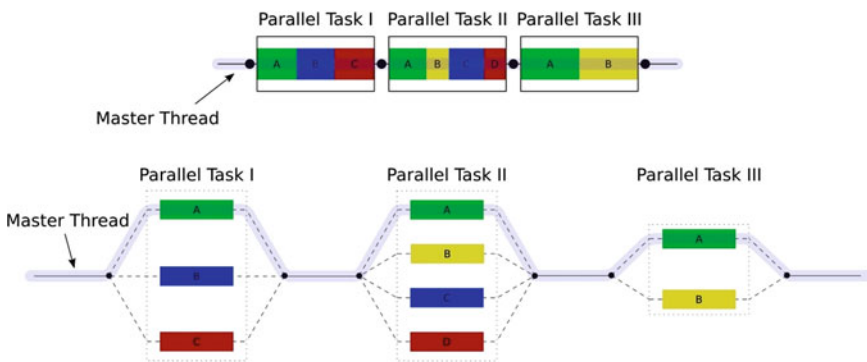 Parallel Task I Parallel Task II Parallel Task III
A B C A B C D A B
Master Thread
Parallel Task I Parallel Task II Parallel Task III
Master Thread
A A
A
B
B
C
B
C D